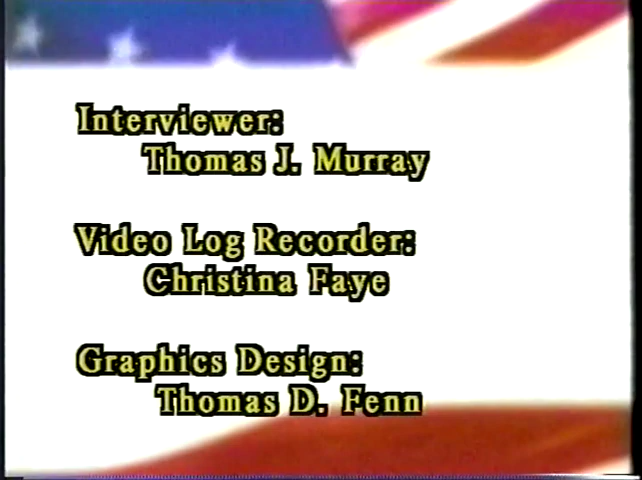 Interviewer:
Thomas J. Murray
Video Log Recorder:
Christina Faye
Graphics Design:
Thomas D. Fenn